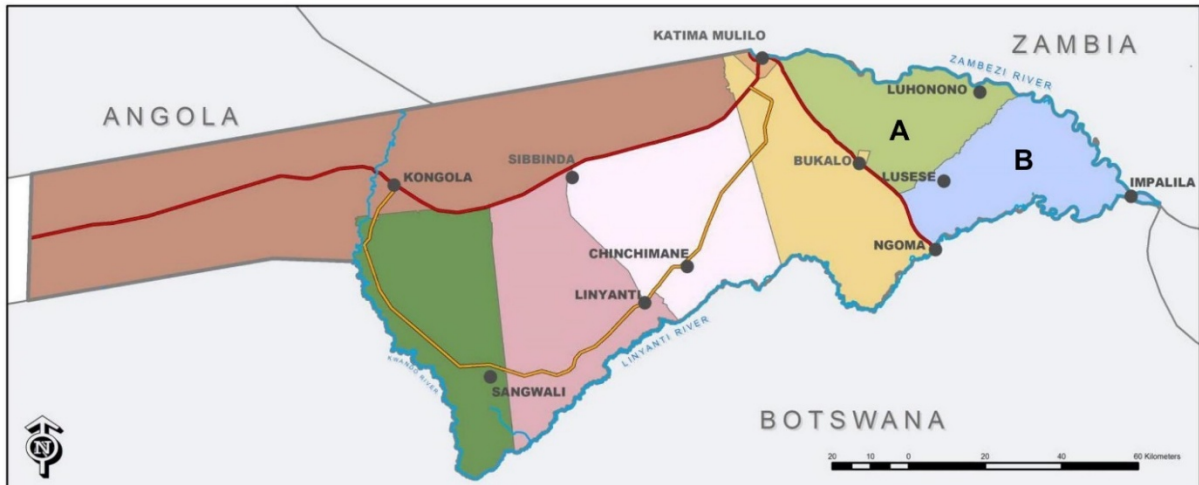 KATIMA MULILO
ZAMBIA
ZAMBEZI RIVER
LUHONONO
ANGOLA
A
B
SIBBINDA
BUKALO
KONGOLA
LUSESE
IMPALILA
NGOMA
CHINCHIMANE
LINYANTI
LINYANTI RIVER
KWANDO RIVER
SANGWALI
BOTSWANA
N
20 10 0 20 40 60 Kilometers